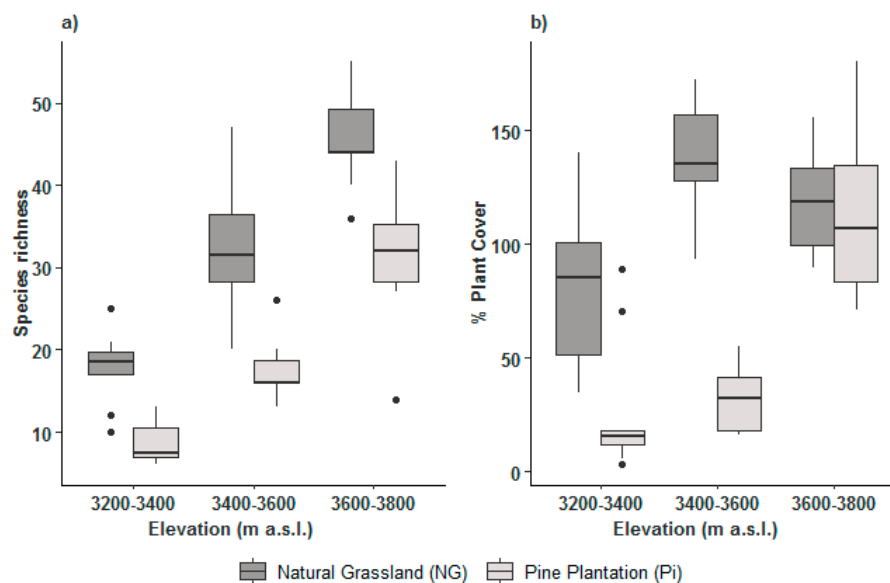 a)
50
40
30
20
10
Species richness
3200-3400 3400-3600 3600-3800
Elevation (m a.s.l.)
b)
150
100
50
0
% Plant Cover
3200-3400 3400-3600 3600-3800
Elevation (m a.s.l.)
Natural Grassland (NG) Pine Plantation (Pi)